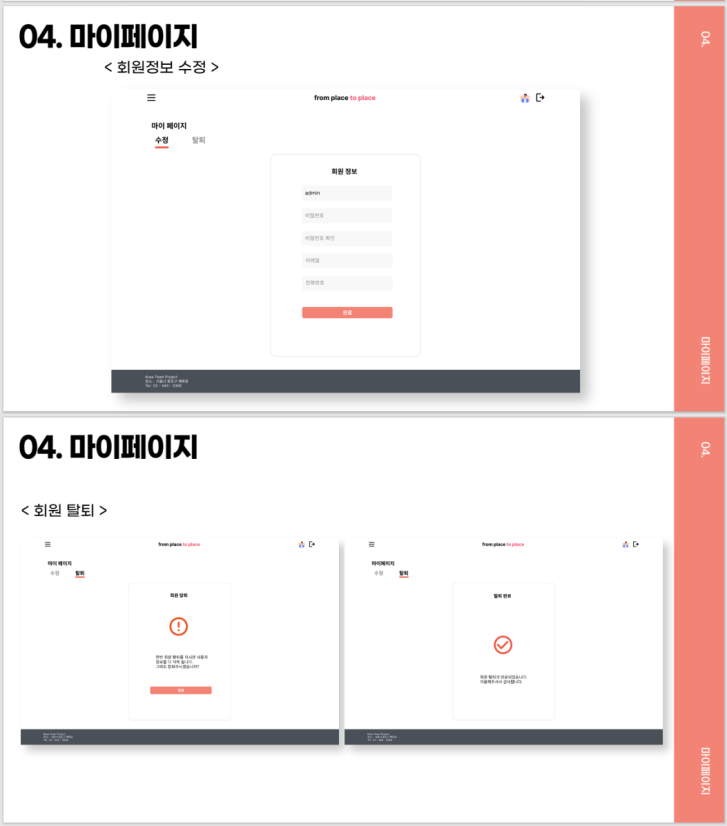 04. 마이페이지
< 회원정보 수정 >
04.
from place to place
마이 페이지
수정 탈퇴
회원 정보
admin
비밀번호
비밀번호 확인
이메일
전화번호
완료
Kosa Team Project
마이페이지
04. 마이페이지
< 회원 탈퇴 >
04.
from place to place
마이 페이지
수정 탈퇴
회원 탈퇴
from place to place
마이 페이지
수정 탈퇴
탈퇴 완료
마이페이지